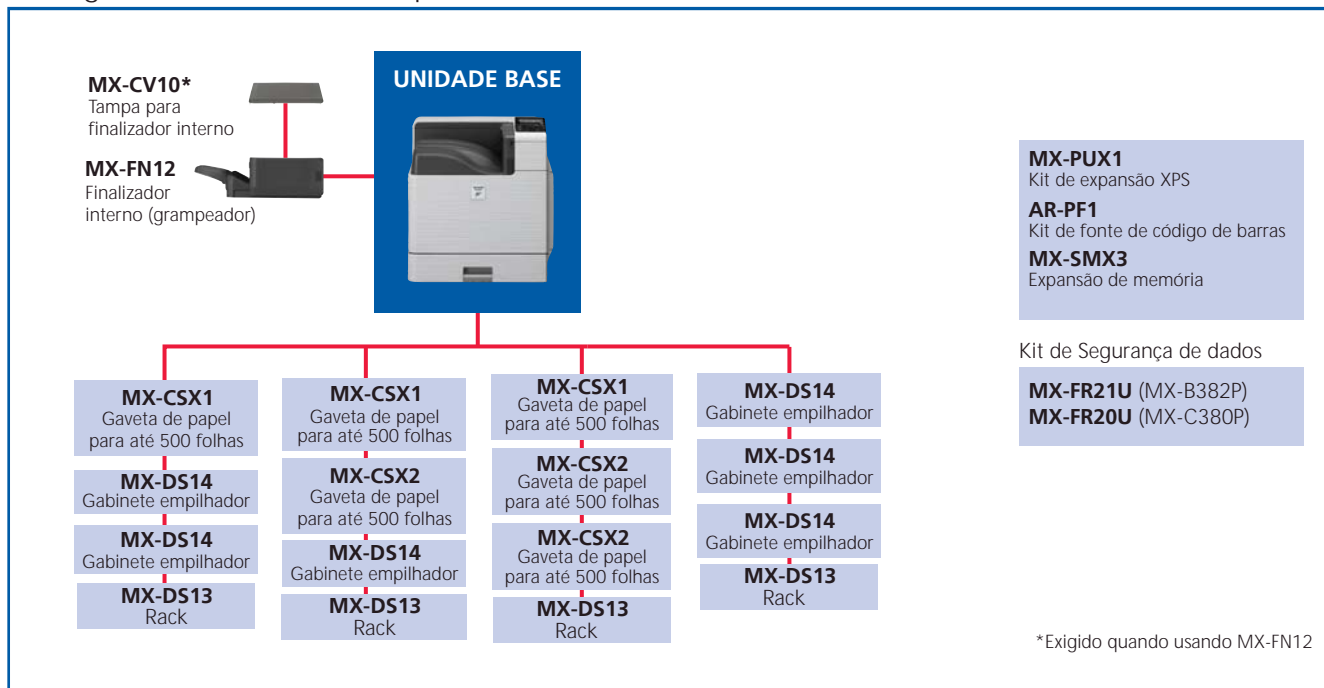 MX-CV10*
Tampa para
finalizador interno
MX-FN12
Finalizador
interno (grampeador)
UNIDADE BASE
MX-CSX1
Gaveta de papel
para até 500 folhas
MX-DS14
Gabinete empilhador
MX-DS14
Gabinete empilhador
MX-DS13
Rack
MX-CSX1
Gaveta de papel
para até 500 folhas
MX-CSX2
Gaveta de papel
para até 500 folhas
MX-DS14
Gabinete empilhador
MX-DS13
Rack
MX-CSX1
Gaveta de papel
para até 500 folhas
MX-CSX2
Gaveta de papel
para até 500 folhas
MX-CSX2
Gaveta de papel
para até 500 folhas
MX-DS13
Rack
MX-DS14
Gabinete empilhador
MX-DS14
Gabinete empilhador
MX-DS14
Gabinete empilhador
MX-DS13
Rack
MX-PUX1
Kit de expansão XPS
AR-PF1
Kit de fonte de código de barras
MX-SMX3
Expansão de memória
Kit de Segurança de dados
MX-FR21U (MX-B382P)
MX-FR20U (MX-C380P)
*Exigido quando usando MX-FN12